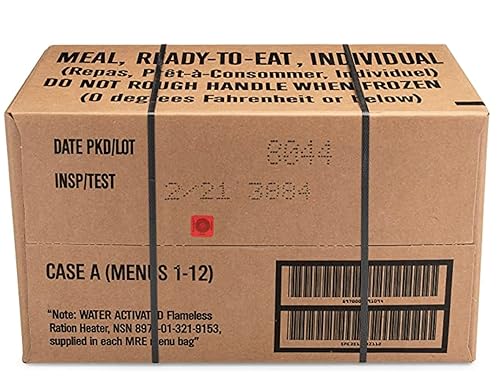 MEAL, READY-TO-EAT, INDIVIDUAL
(Repas, Prêt-à-Consommer, Individuel)
DO NOT ROUGH HANDLE WHEN FROZEN
(0 degrees Fahrenheit or below)
DATE PKD/LOT 8044
INSP/TEST 2/21 3884
CASE A (MENUS 1-12)
"Note: WATER ACTIVATED Flameless
Ration Heater, NSN 8970-01-321-9153,
supplied in each MRE menu bag"